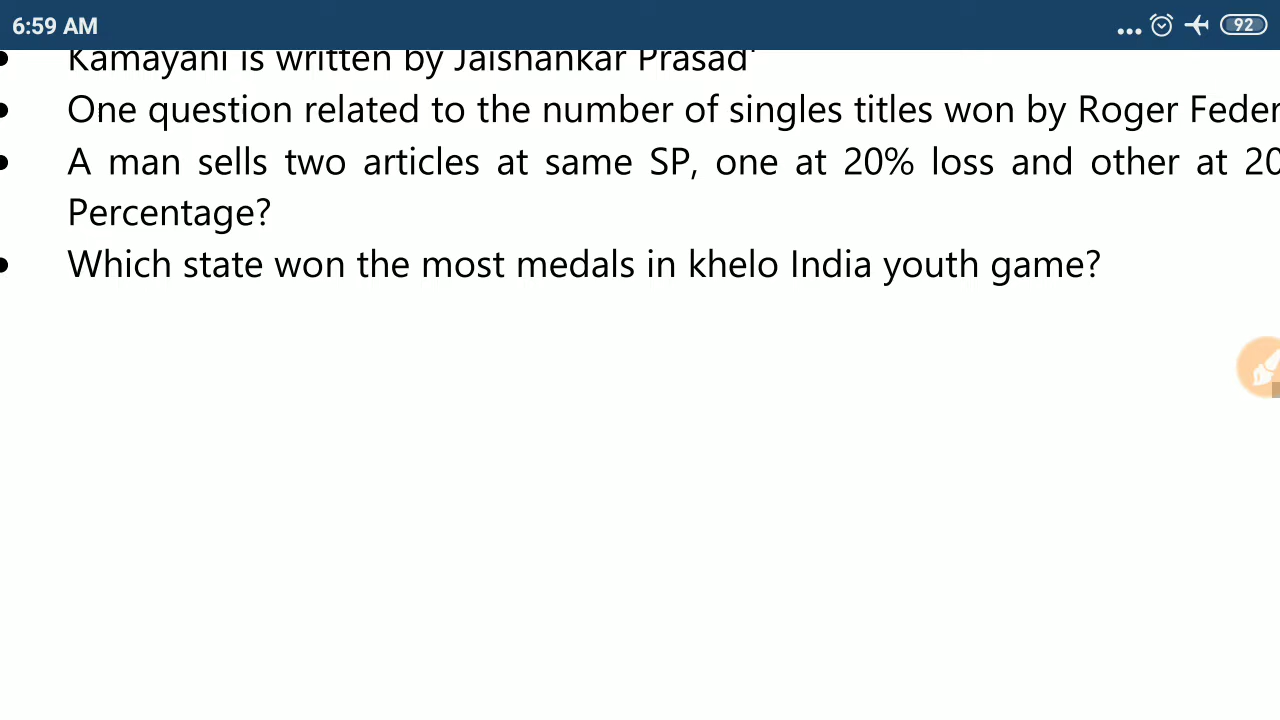 6:59 AM
92
Kamayani is written by Jaishankar Prasad'
• One question related to the number of singles titles won by Roger Feder
• A man sells two articles at same SP, one at 20% loss and other at 20
Percentage?
• Which state won the most medals in khelo India youth game?